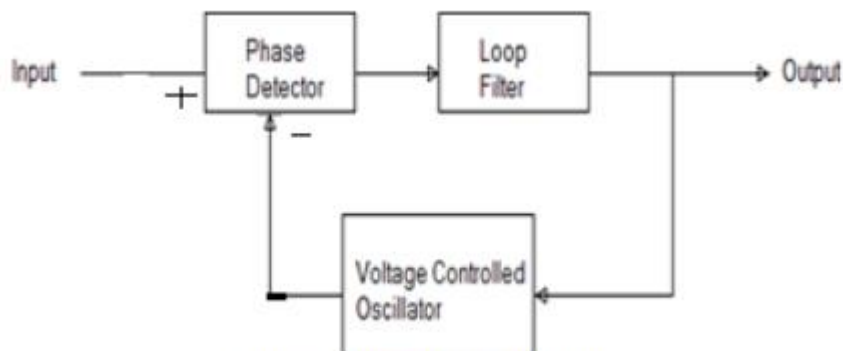 Input
+
Phase
Detector
Loop
Filter
Output
−
Voltage Controlled
Oscillator